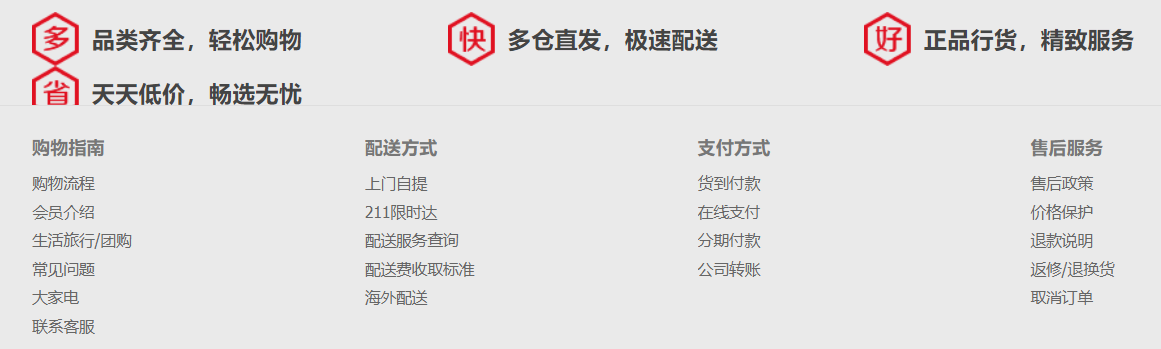 多 品类齐全，轻松购物
快 多仓直发，极速配送
好 正品行货，精致服务
省 天天低价，畅选无忧
购物指南
购物流程
会员介绍
生活旅行/团购
常见问题
大家电
联系客服
配送方式
上门自提
211限时达
配送服务查询
配送费收取标准
海外配送
支付方式
货到付款
在线支付
分期付款
公司转账
售后服务
售后政策
价格保护
退款说明
返修/退换货
取消订单